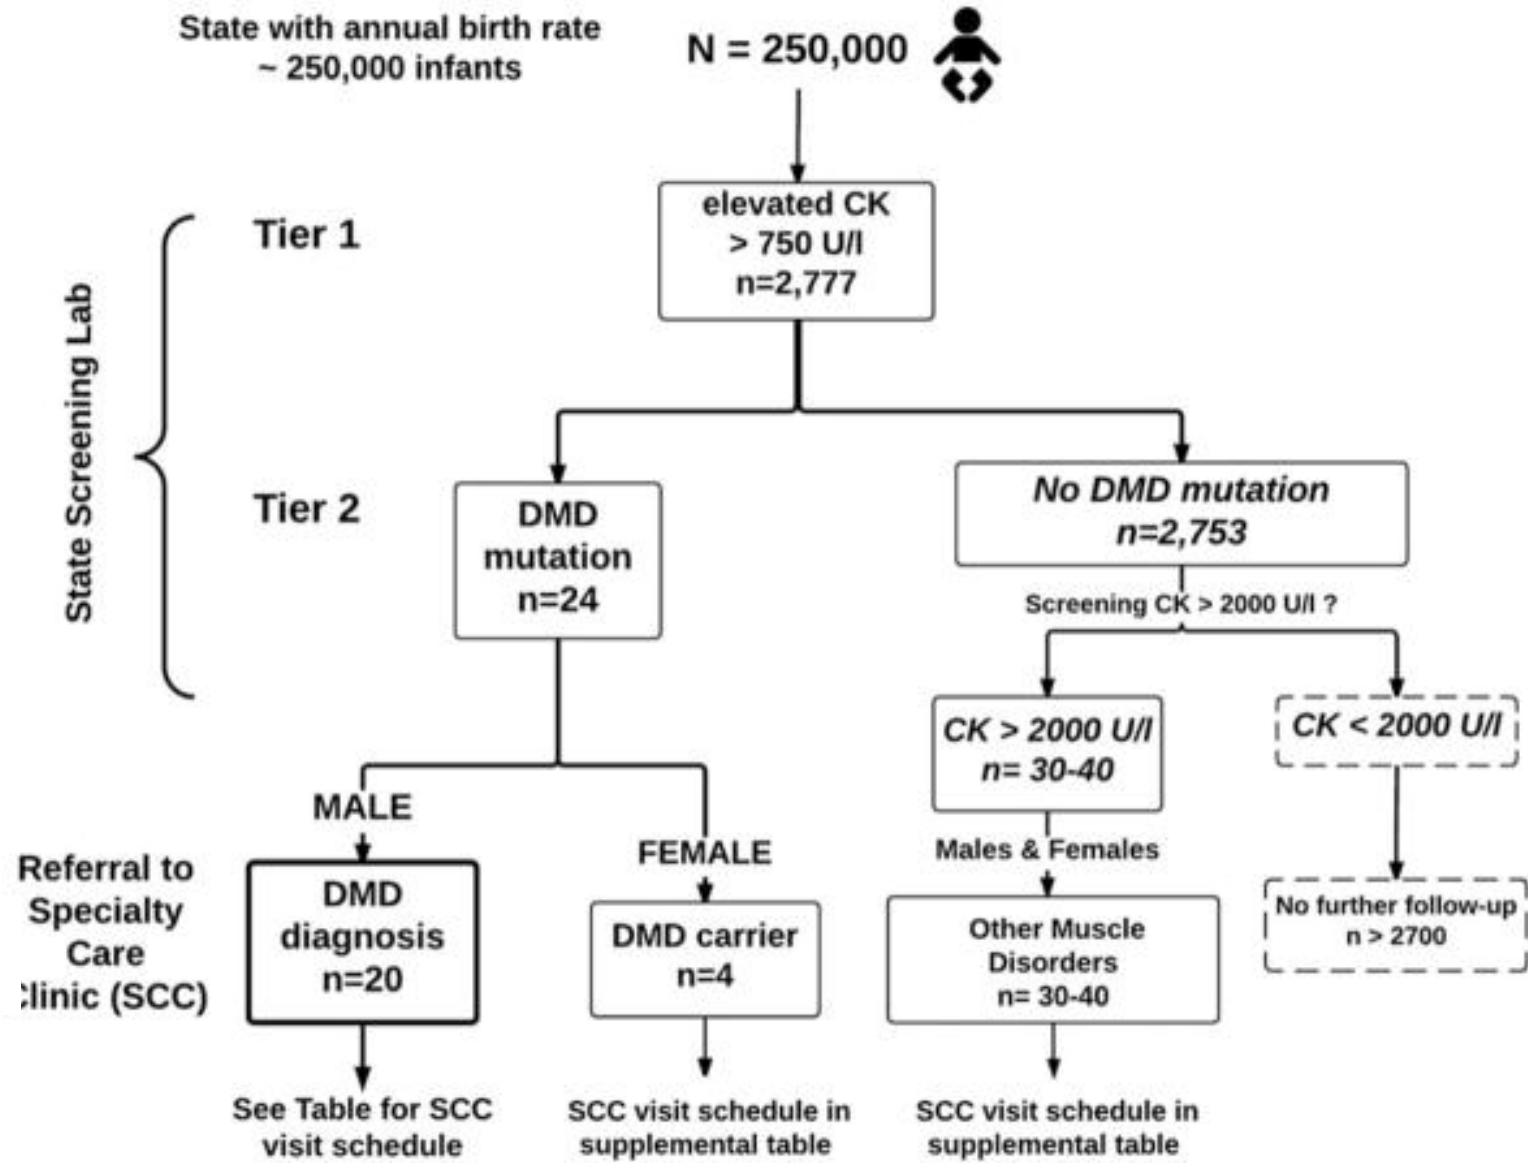 State with annual birth rate
~ 250,000 infants
N = 250,000
elevated CK
> 750 U/l
n=2,777
Tier 1
State Screening Lab
Tier 2
DMD
mutation
n=24
No DMD mutation
n=2,753
Screening CK > 2000 U/l ?
CK > 2000 U/l
n= 30-40
CK < 2000 U/l
MALE
FEMALE
Males & Females
Referral to
Specialty
Care
linic (SCC)
DMD
diagnosis
n=20
DMD carrier
n=4
Other Muscle
Disorders
n= 30-40
No further follow-up
n > 2700
See Table for SCC
visit schedule
SCC visit schedule in
supplemental table
SCC visit schedule in
supplemental table